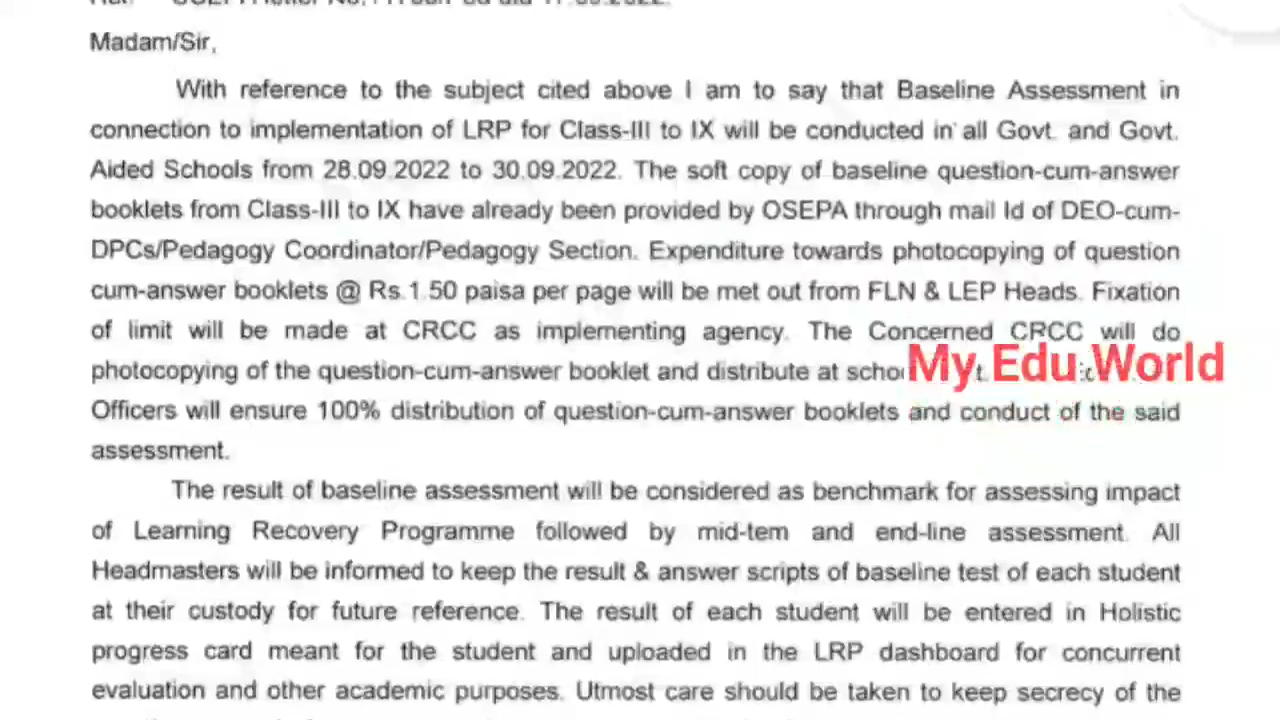 Madam/Sir,
With reference to the subject cited above I am to say that Baseline Assessment in
connection to implementation of LRP for Class-III to IX will be conducted in all Govt. and Govt.
Aided Schools from 28.09.2022 to 30.09.2022. The soft copy of baseline question-cum-answer
booklets from Class-III to IX have already been provided by OSEPA through mail Id of DEO-cum-
DPCs/Pedagogy Coordinator/Pedagogy Section. Expenditure towards photocopying of question
cum-answer booklets @ Rs.1.50 paisa per page will be met out from FLN & LEP Heads. Fixation
of limit will be made at CRCC as implementing agency. The Concerned CRCC will do
photocopying of the question-cum-answer booklet and distribute at
My Edu World
Officers will ensure 100% distribution of question-cum-answer booklets and conduct of the said
assessment.
The result of baseline assessment will be considered as benchmark for assessing impact
of Learning Recovery Programme followed by mid-tem and end-line assessment. All
Headmasters will be informed to keep the result & answer scripts of baseline test of each student
at their custody for future reference. The result of each student will be entered in Holistic
progress card meant for the student and uploaded in the LRP dashboard for concurrent
evaluation and other academic purposes. Utmost care should be taken to keep secrecy of the